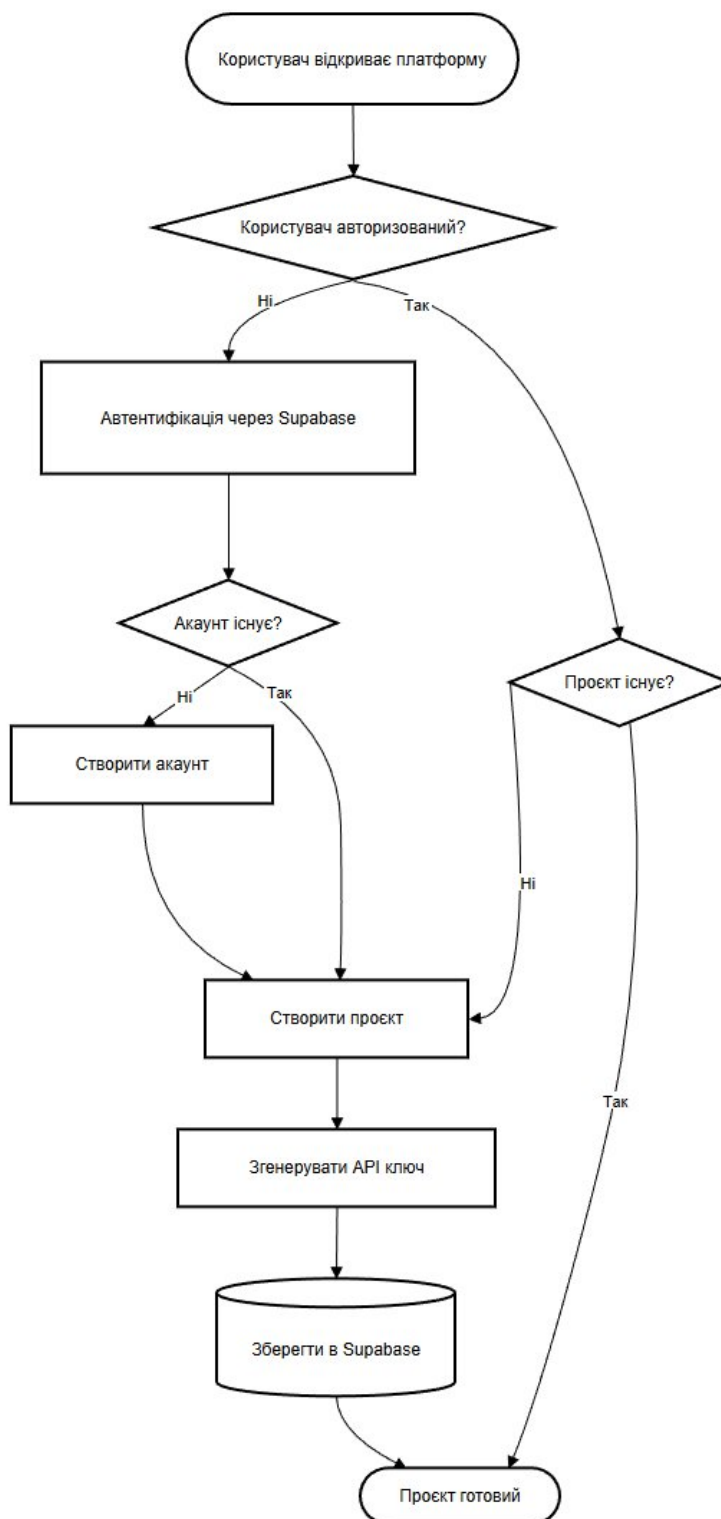 Користувач відкриває платформу
Користувач авторизований?
Ні
Так
Автентифікація через Supabase
Акаунт існує?
Проєкт існує?
Ні
Так
Створити акаунт
Ні
Створити проєкт
Так
Згенерувати API ключ
Зберегти в Supabase
Проєкт готовий